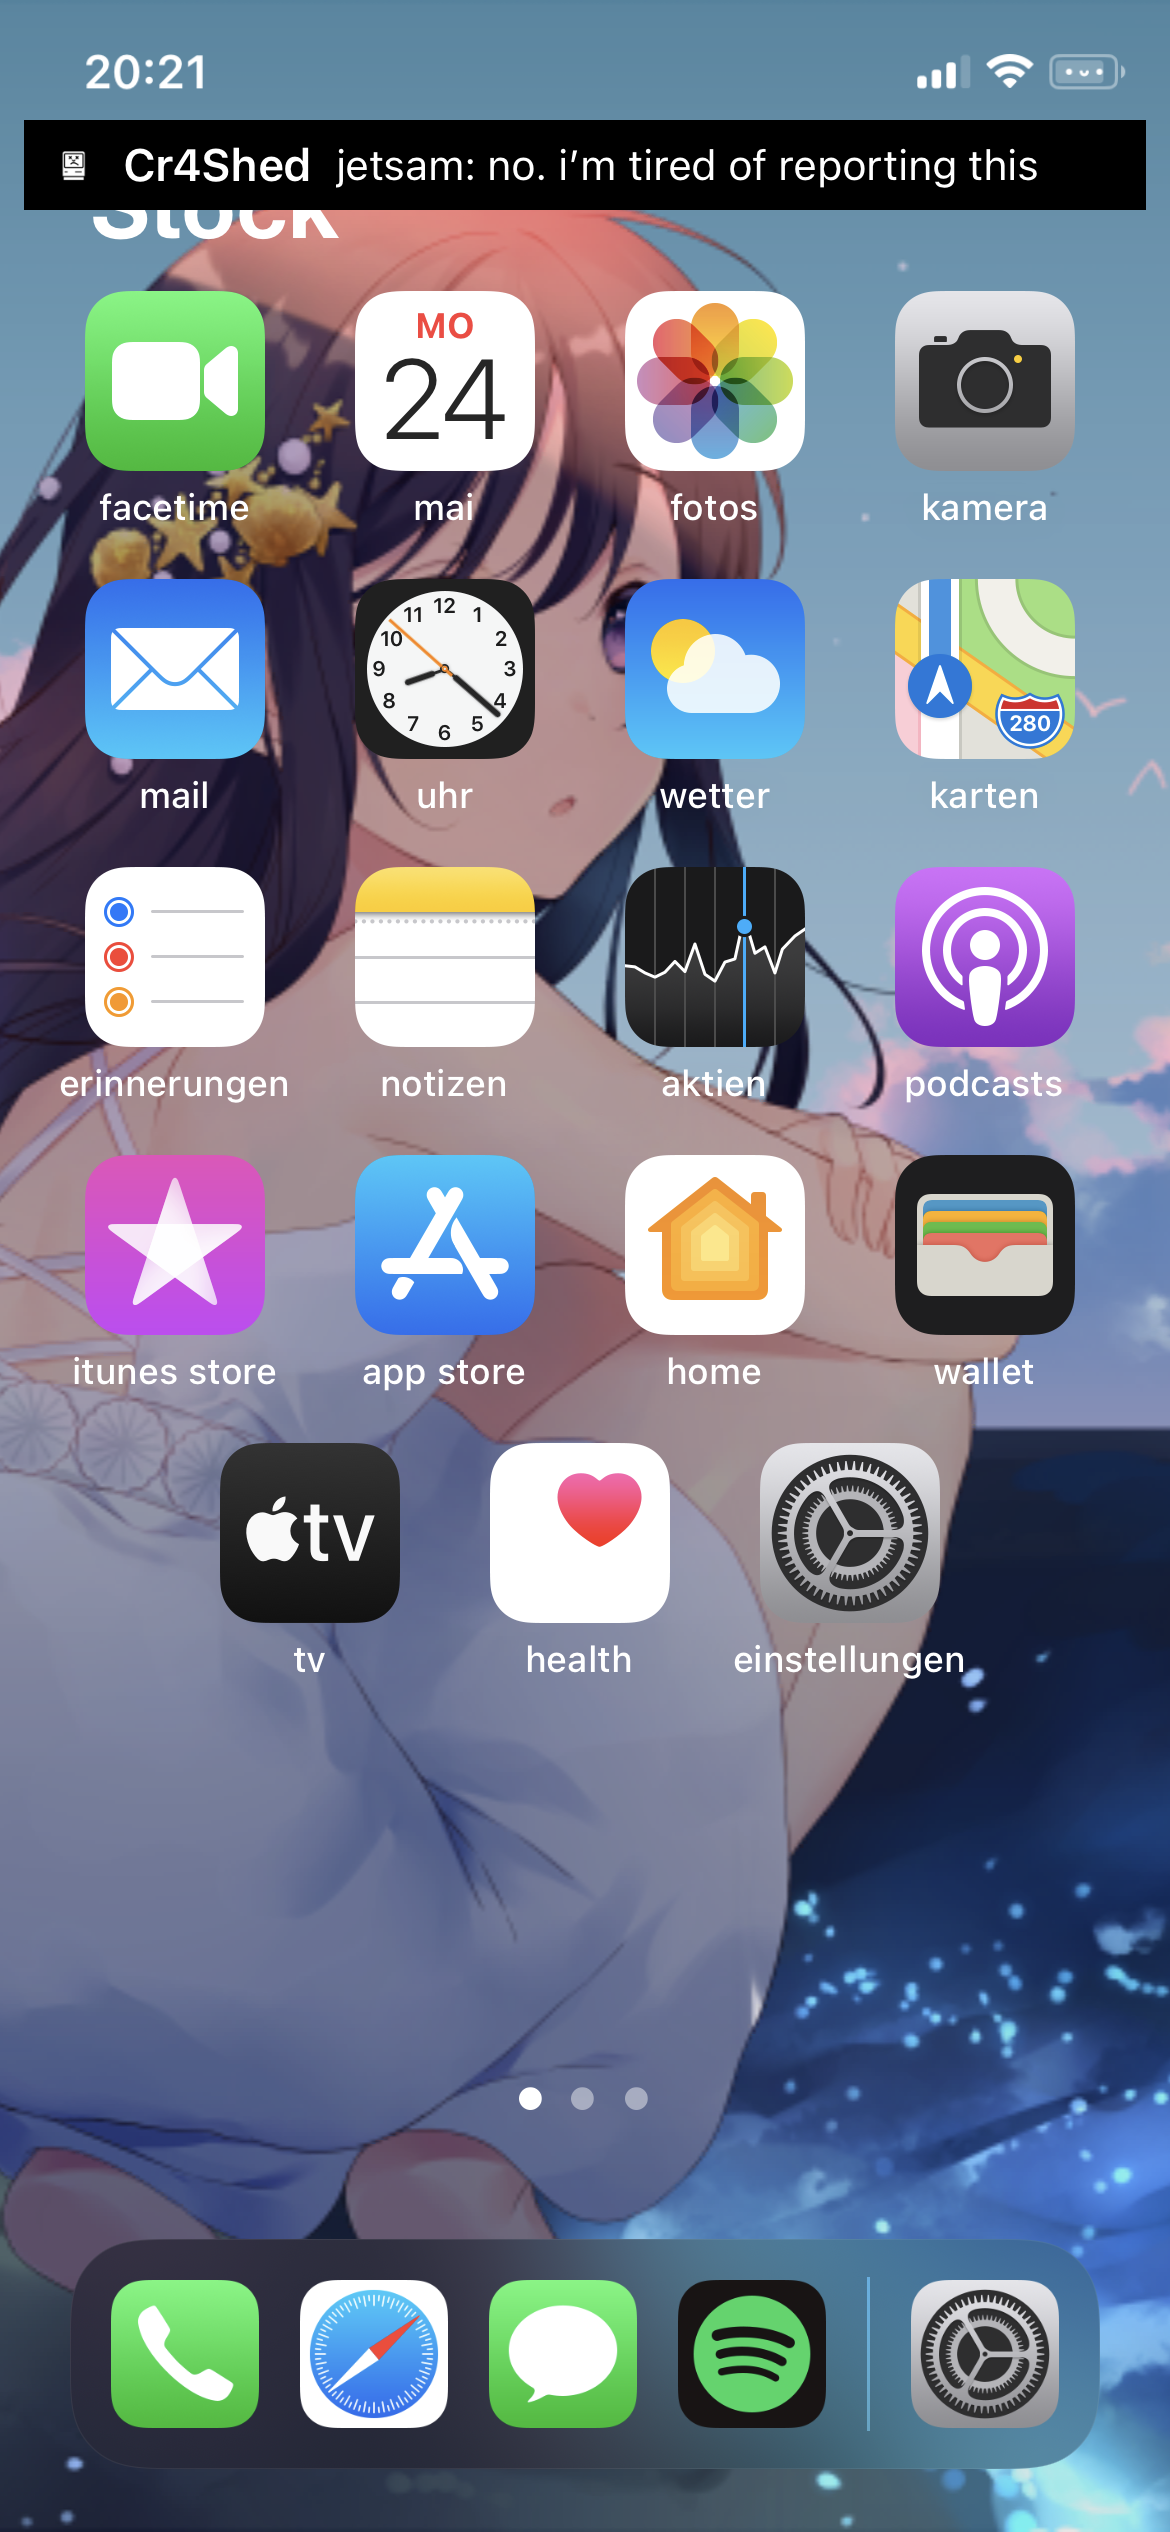 20:21
Cr4Shed jetsam: no. i'm tired of reporting this
Stock
MO
24
facetime mai fotos kamera
12
11 1
10 2
9 3
8 4
7 5
6
280
mail uhr wetter karten
erinnerungen notizen aktien podcasts
itunes store app store home wallet
tv
tv health einstellungen